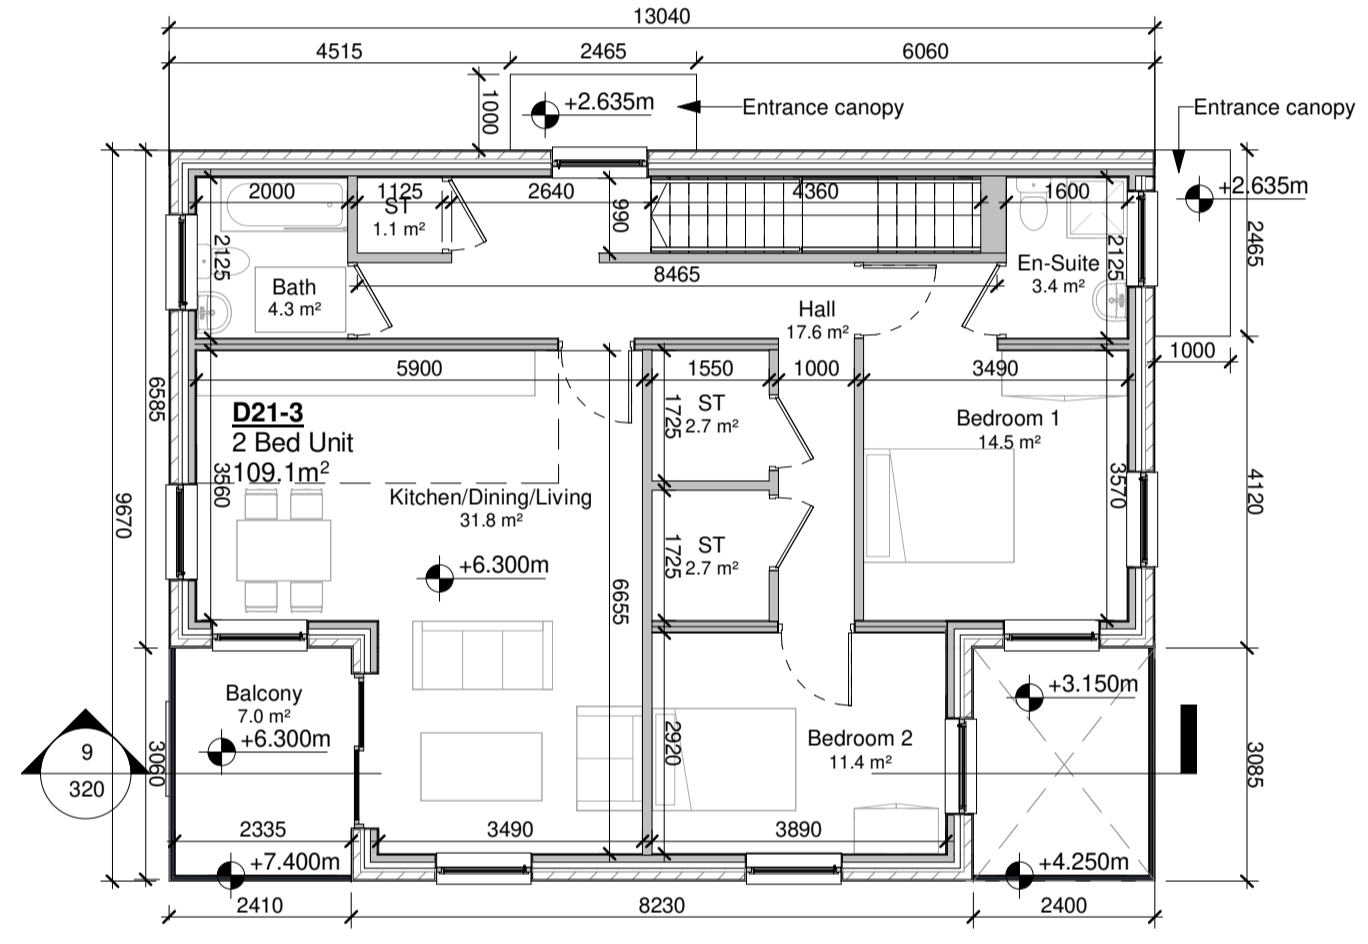 13040
4515
2465
6060
1000
+2.635m
Entrance canopy
Entrance canopy
2000
1125
2640
4360
1600
+2.635m
ST
1.1 m²
990
2125
2125
2465
En-Suite
3.4 m²
8465
Bath
4.3 m²
Hall
17.6 m²
1000
5900
1550
1000
3490
6585
D21-3
2 Bed Unit
109.1m²
ST
2.7 m²
1725
Bedroom 1
14.5 m²
3560
3570
4120
9670
Kitchen/Dining/Living
31.8 m²
ST
2.7 m²
1725
+6.300m
6655
Balcony
7.0 m²
+6.300m
+3.150m
9
320
3060
2920
Bedroom 2
11.4 m²
3085
2335
3490
3890
+7.400m
+4.250m
2410
8230
2400